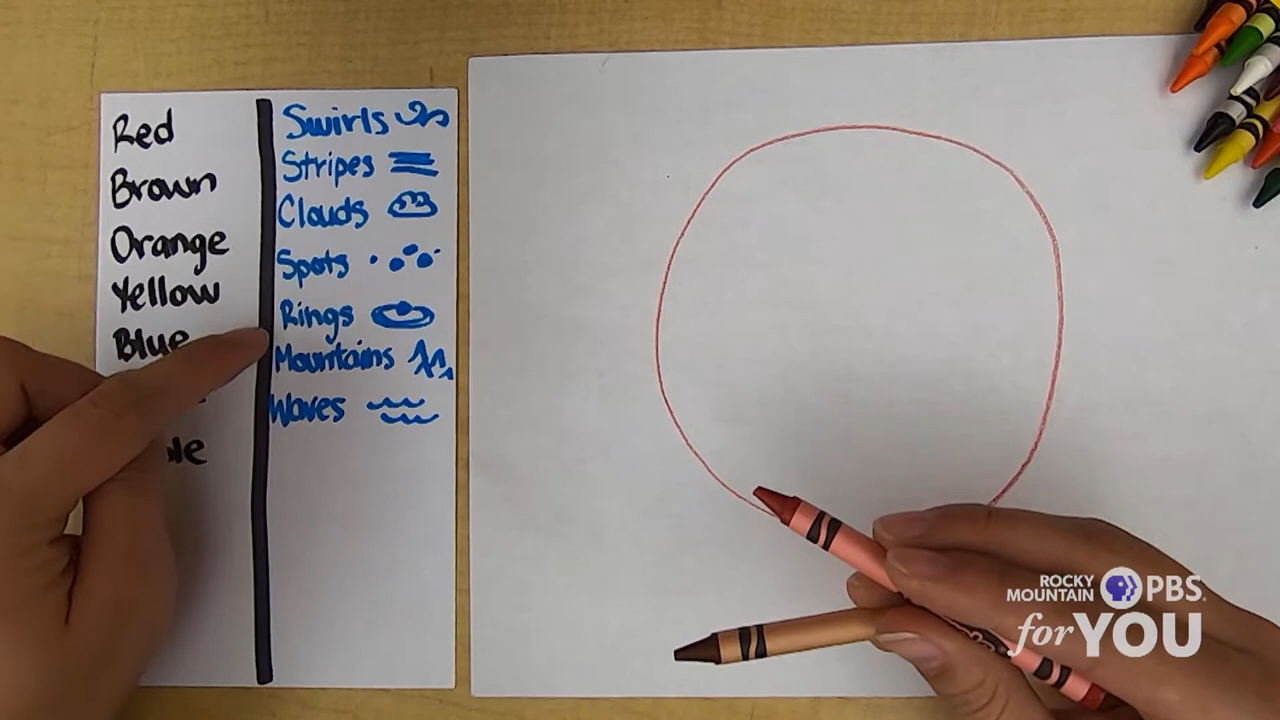 Red
Brown
Orange
Yellow
Blue
Swirls
Stripes
Clouds
Spots
Rings
Mountains
Waves
ROCKY
MOUNTAIN PBS
for YOU